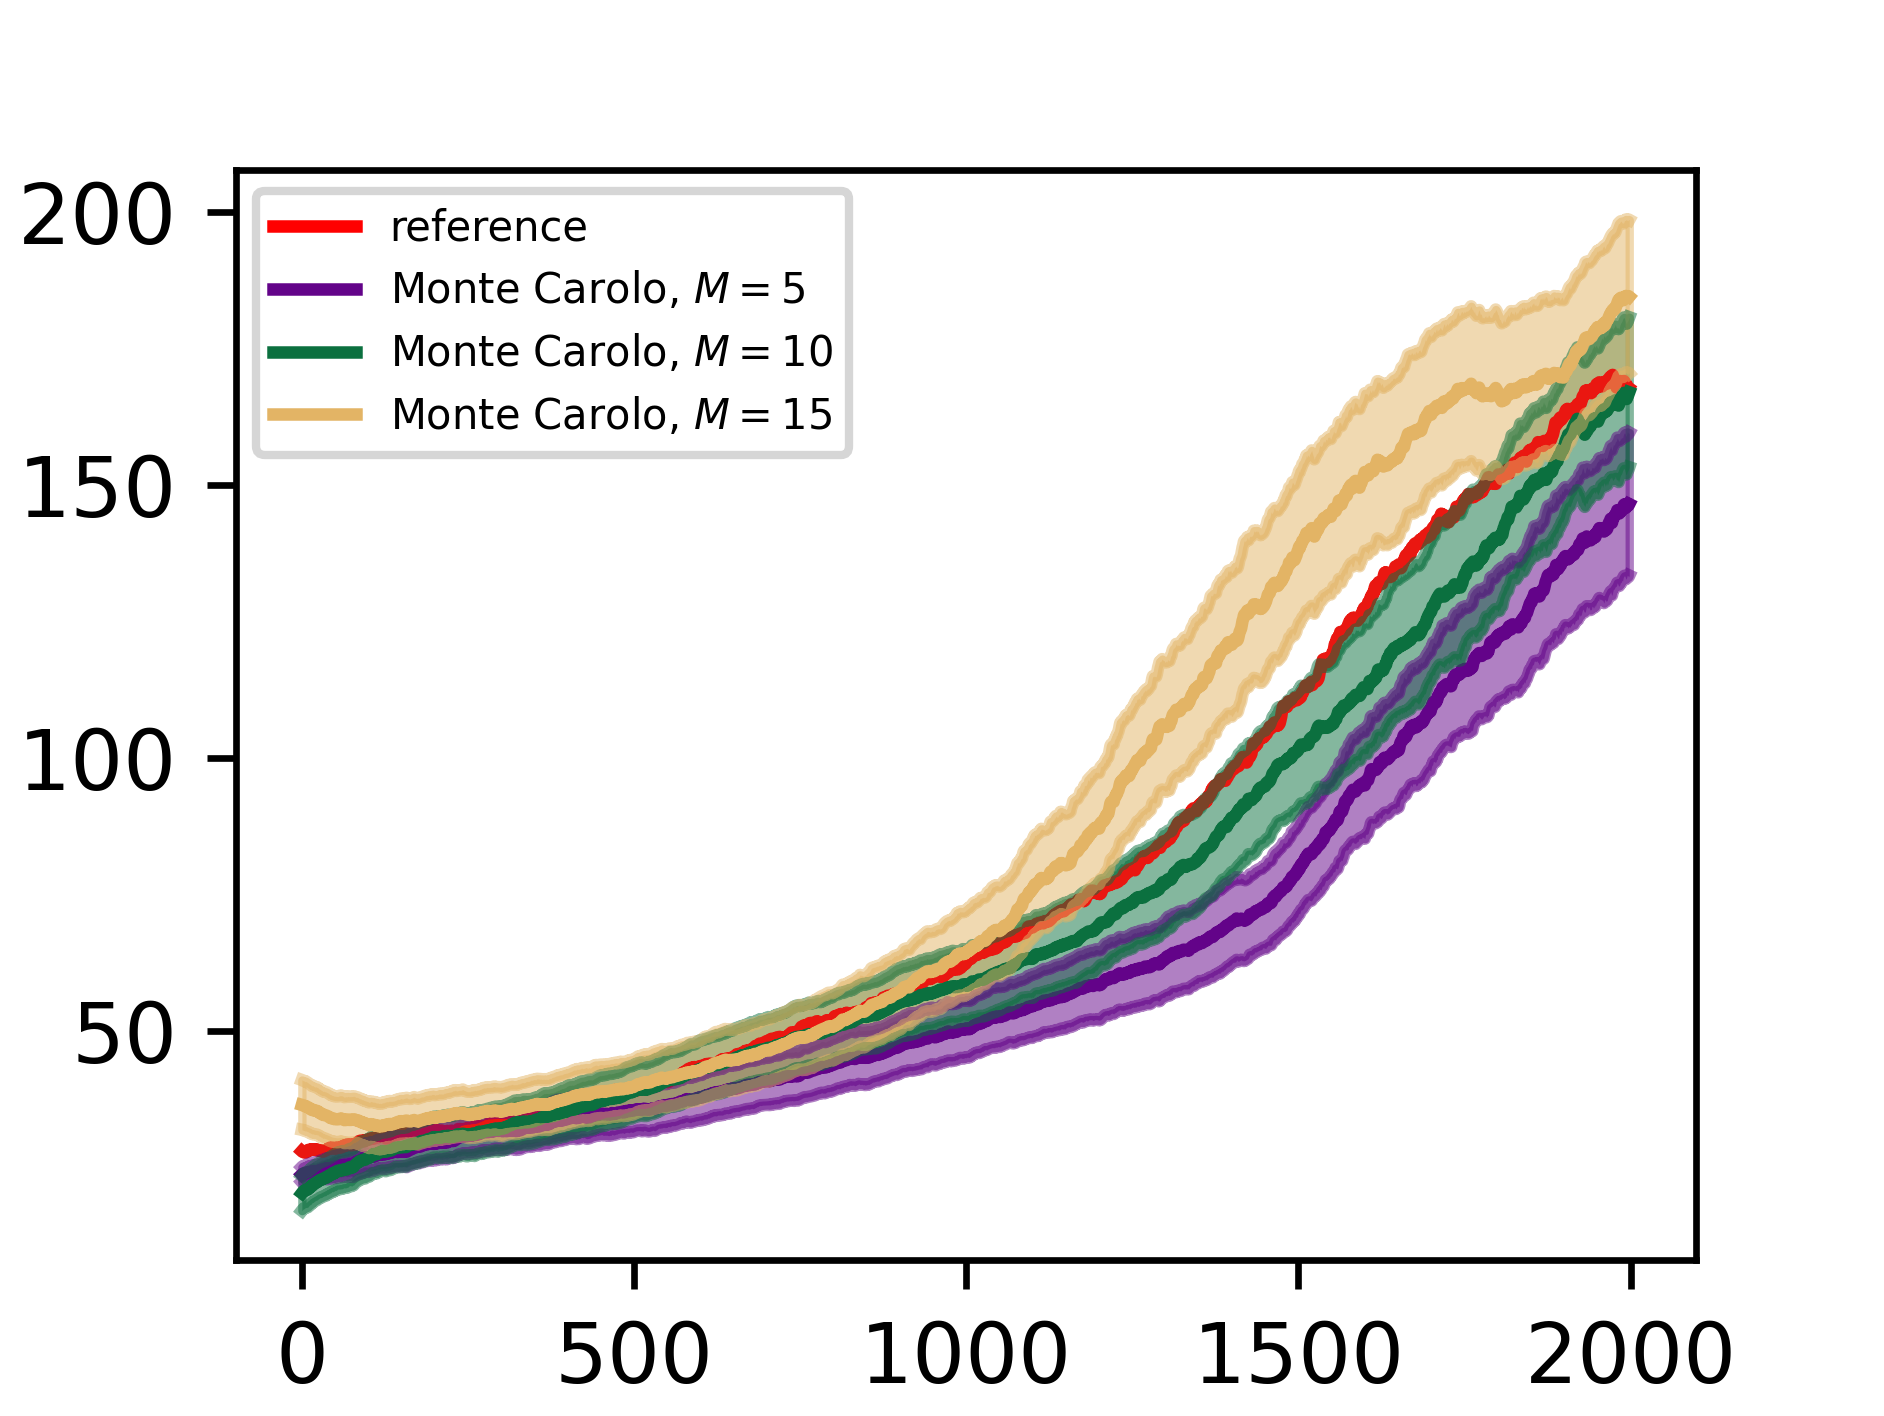 200
150
100
50
reference
Monte Carolo, M = 5
Monte Carolo, M = 10
Monte Carolo, M = 15
0 500 1000 1500 2000